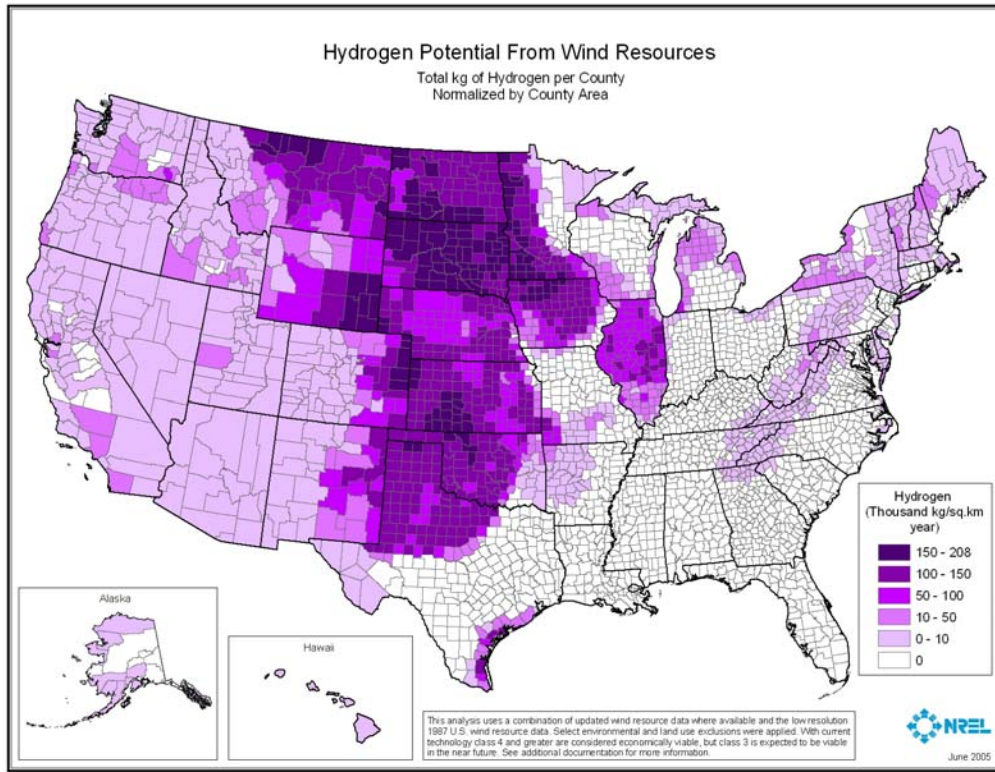 Hydrogen Potential From Wind Resources
Total kg of Hydrogen per County
Normalized by County Area
Hydrogen
(Thousand kg/sq.km
year)
150 - 208
100 - 150
50 - 100
10 - 50
0 - 10
0
Alaska
Hawaii
This analysis uses a combination of updated wind resource data where available and the low resolution
1987 U.S. wind resource data. Select environmental and land use exclusions were applied. With current
technology class 4 and greater are considered economically viable, but class 3 is expected to be viable
in the near future. See additional documentation for more information.
NREL
June 2005